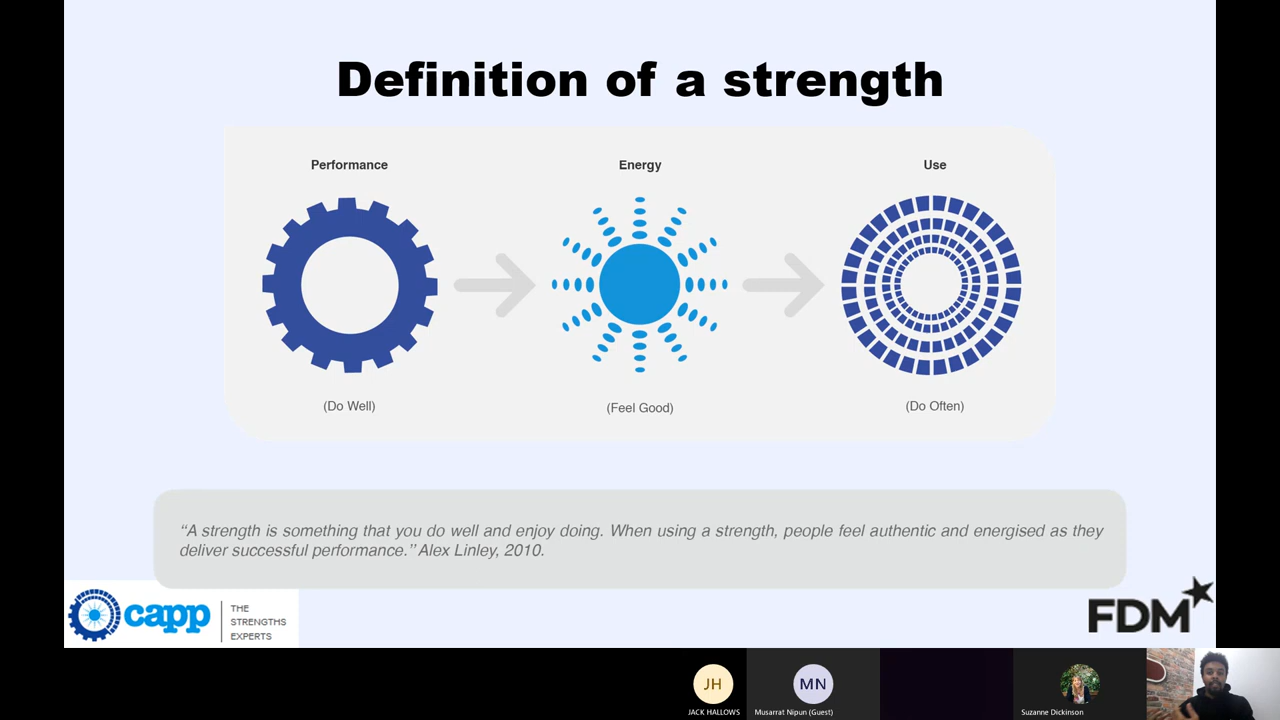 Definition of a strength
Performance
Energy
Use
(Do Well)
(Feel Good)
(Do Often)
“A strength is something that you do well and enjoy doing. When using a strength, people feel authentic and energised as they
deliver successful performance.” Alex Linley, 2010.
capp
THE
STRENGTHS
EXPERTS
FDM
JH
JACK HALLOWS
MN
Musarrat Nipun (Guest)
Suzanne Dickinson